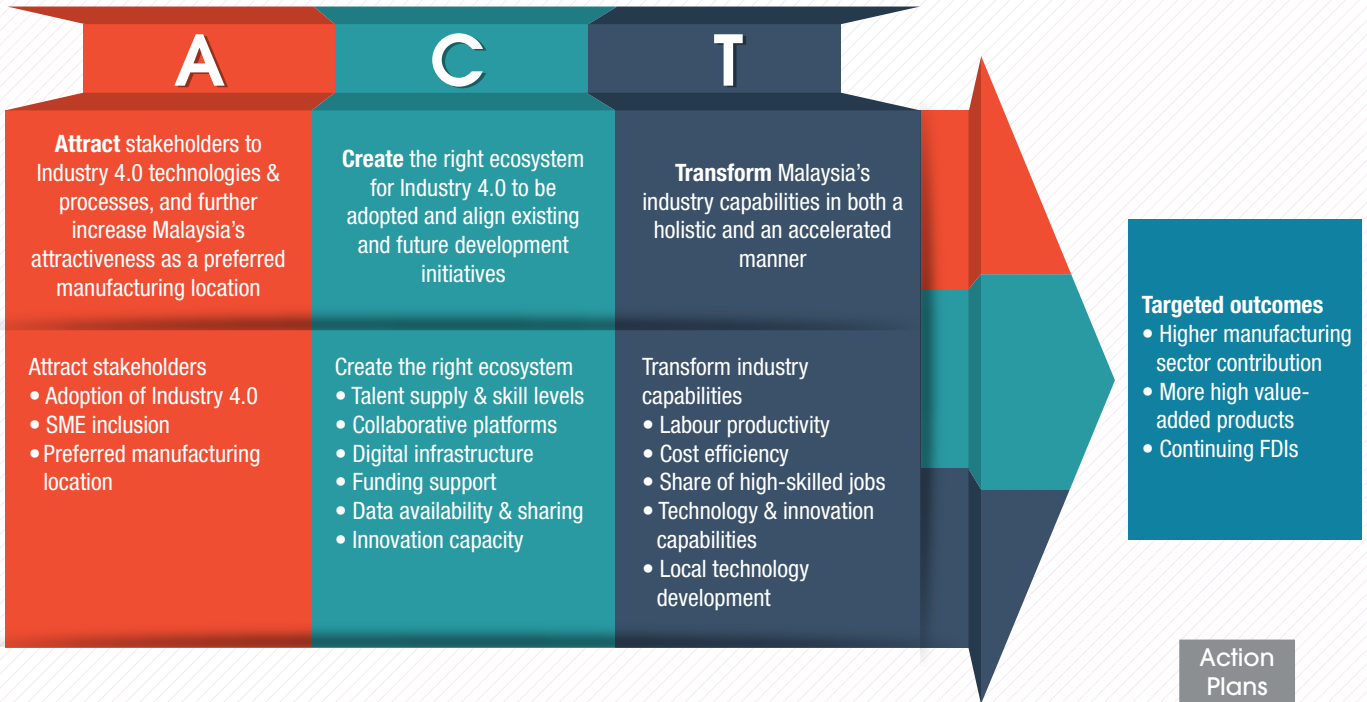 A
C
T
Attract stakeholders to
Industry 4.0 technologies &
processes, and further
increase Malaysia's
attractiveness as a preferred
manufacturing location
Create the right ecosystem
for Industry 4.0 to be
adopted and align existing
and future development
initiatives
Transform Malaysia's
industry capabilities in both a
holistic and an accelerated
manner
Attract stakeholders
• Adoption of Industry 4.0
• SME inclusion
• Preferred manufacturing
location
Create the right ecosystem
• Talent supply & skill levels
• Collaborative platforms
• Digital infrastructure
• Funding support
• Data availability & sharing
• Innovation capacity
Transform industry
capabilities
• Labour productivity
• Cost efficiency
• Share of high-skilled jobs
• Technology & innovation
capabilities
• Local technology
development
Targeted outcomes
• Higher manufacturing
sector contribution
• More high value-
added products
• Continuing FDIs
Action
Plans